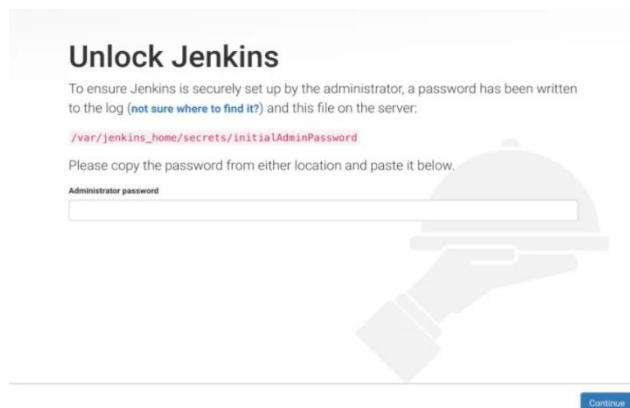 Unlock Jenkins
To ensure Jenkins is securely set up by the administrator, a password has been written
to the log (not sure where to find it?) and this file on the server:
/var/jenkins_home/secrets/initialAdminPassword
Please copy the password from either location and paste it below.
Administrator password
Continue